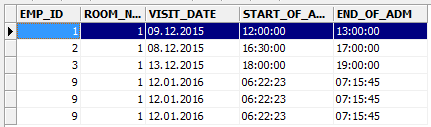 EMP_ID ROOM_N... VISIT_DATE START_OF_A... END_OF_ADM
1 1 09.12.2015 12:00:00 13:00:00
2 1 08.12.2015 16:30:00 17:00:00
3 1 13.12.2015 18:00:00 19:00:00
9 1 12.01.2016 06:22:23 07:15:45
9 1 12.01.2016 06:22:23 07:15:45
9 1 12.01.2016 06:22:23 07:15:45